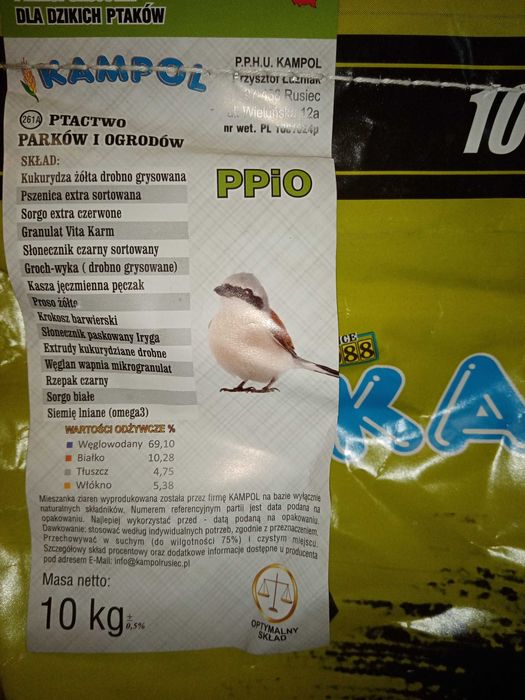 DLA DZIKICH PTAKÓW
KAMPOL
P.P.H.U. KAMPOL
Krzysztof Łuźniak
Rusiec
ul. Wieluńska 12a
nr wet. PL
261A PTACTWO
PARKÓW I OGRODÓW
SKŁAD:
Kukurydza żółta drobno grysowana
Pszenica extra sortowana
Sorgo extra czerwone
Granulat Vita Karm
Słonecznik czarny sortowany
Groch-wyka ( drobno grysowane)
Kasza jęczmienna pęczak
Proso żółte
Krokosz barwierski
Słonecznik paskowany Iryga
Extrudy kukurydziane drobne
Węglan wapnia mikrogranulat
Rzepak czarny
Sorgo białe
Siemię lniane (omega3)
PPiO
WARTOŚCI ODŻYWCZE %
Węglowodany 69,10
Białko 10,28
Tłuszcz 4,75
Włókno 5,38
Mieszanka ziaren wyprodukowana została przez firmę KAMPOL na bazie wyłącznie
naturalnych składników. Numerem referencyjnym partii jest data podana na
opakowaniu. Najlepiej wykorzystać przed - datą podaną na opakowaniu.
Dawkowanie: stosować według indywidualnych potrzeb, zgodnie z przeznaczeniem.
Przechowywać w suchym (do wilgotności 75%) i czystym miejscu.
Szczegółowy skład procentowy oraz dodatkowe informacje dostępne u producenta
pod adresem E-Mail: info@kampolrusiec.pl
Masa netto:
10 kg ± 0,5%
OPTYMALNY
SKŁAD
10
88
KA